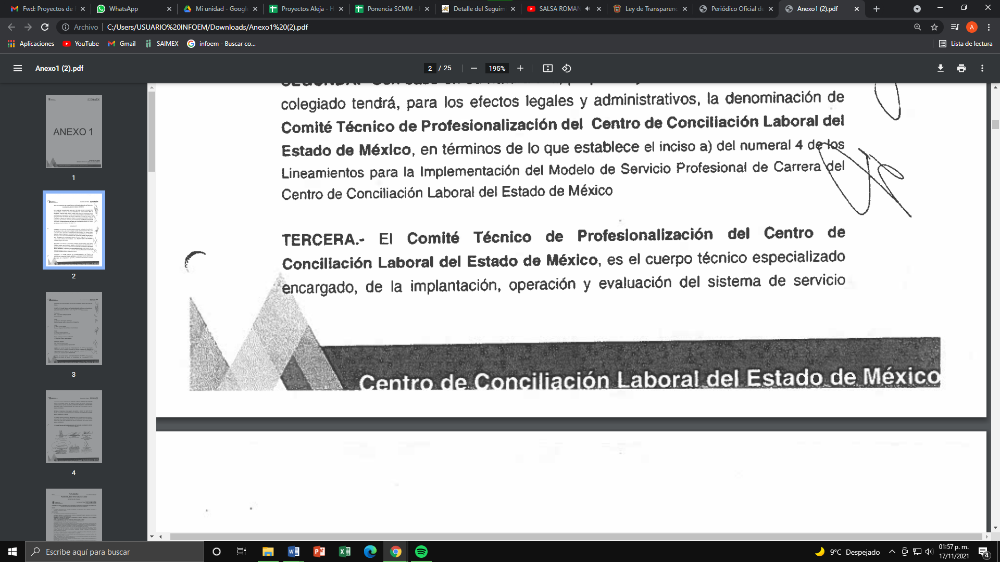 Fwd: Proyectos de
WhatsApp
Mi unidad - Google
Proyectos Aleja - H
Ponencia SCMM -
Detalle del Seguim
SALSA ROMAN
Ley de Transparenc
Periódico Oficial de
Anexo1 (2).pdf
Archivo
C:/Users/USUARIO%20INFOEM/Downloads/Anexo1%20(2).pdf
A
Aplicaciones
YouTube
Gmail
SAIMEX
infoem - Buscar co...
Lista de lectura
Anexo1 (2).pdf
2 / 25
195%
ANEXO 1
1
2
3
4
colegiado tendrá, para los efectos legales y administrativos, la denominación de
Comité Técnico de Profesionalización del Centro de Conciliación Laboral del
Estado de México, en términos de lo que establece el inciso a) del numeral 4 de los
Lineamientos para la Implementación del Modelo de Servicio Profesional de Carrera del
Centro de Conciliación Laboral del Estado de México
TERCERA.- El Comité Técnico de Profesionalización del Centro de
Conciliación Laboral del Estado de México, es el cuerpo técnico especializado
encargado, de la implantación, operación y evaluación del sistema de servicio
Centro de Conciliación Laboral del Estado de México
Escribe aquí para buscar
9°C Despejado
01:57 p. m.
17/11/2021
4